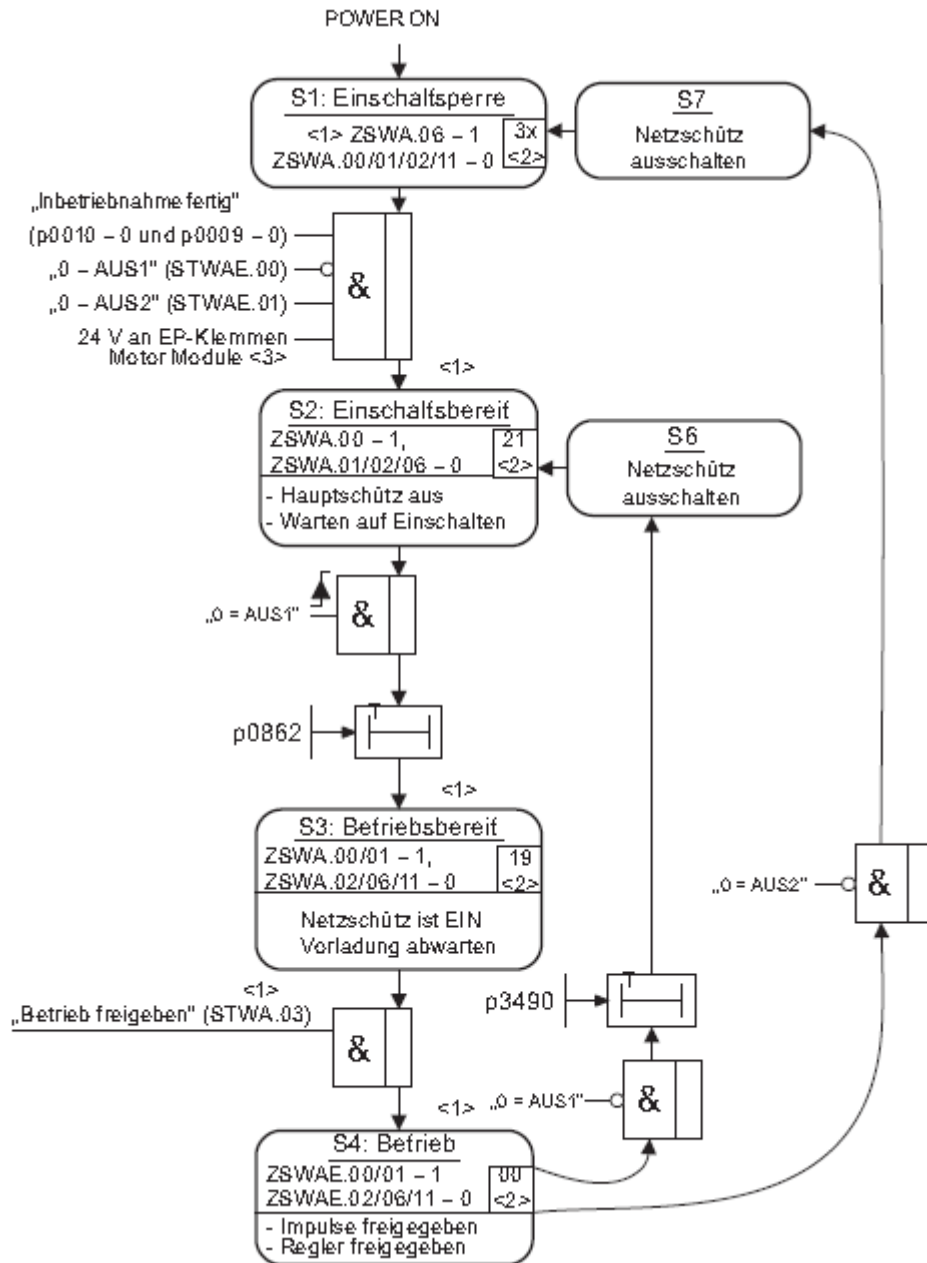 POWER ON
S1: Einschaltsperre
<1> ZSWA.06 – 1
ZSWA.00/01/02/11 – 0
3x
<2>
S7
Netzschütz
ausschalten
„Inbetriebnahme fertig"
(p0010 – 0 und p0009 – 0)
„0 – AUS1" (STWAE.00)
„0 – AUS2" (STWAE.01)
24 V an EP-Klemmen
Motor Module <3>
&
<1>
S2: Einschaltsbereit
ZSWA.00 – 1,
ZSWA.01/02/06 – 0
21
<2>
- Hauptschütz aus
- Warten auf Einschalten
S6
Netzschütz
ausschalten
„0 = AUS1"
&
p0862
T
<1>
S3: Betriebsbereit
ZSWA.00/01 – 1,
ZSWA.02/06/11 – 0
19
<2>
Netzschütz ist EIN
Vorladung abwarten
„0 = AUS2"
&
p3490
T
<1>
„Betrieb freigeben" (STWA.03)
&
<1>
„0 = AUS1"
&
S4: Betrieb
ZSWAE.00/01 – 1
ZSWAE.02/06/11 – 0
00
<2>
- Impulse freigegeben
- Regler freigegeben